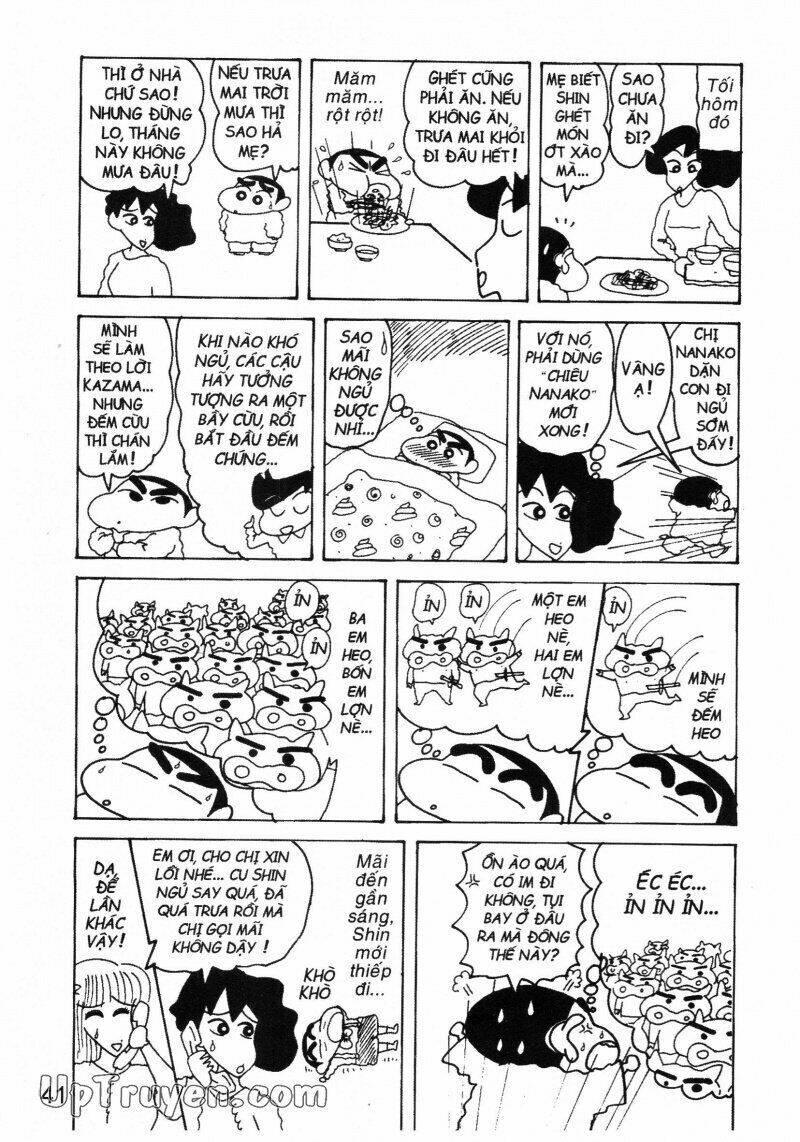 Tối
hôm
đó
SAO
CHƯA
ĂN
ĐI?
MẸ BIẾT
SHIN
GHÉT
MÓN
ỚT XÀO
MÀ...
GHÉT CŨNG
PHẢI ĂN. NẾU
KHÔNG ĂN,
TRƯA MAI KHỎI
ĐI ĐÂU HẾT!
Măm
măm...
rột rột!
NẾU TRƯA
MAI TRỜI
MƯA THÌ
SAO HẢ
MẸ?
THÌ Ở NHÀ
CHỨ SAO!
NHƯNG ĐỪNG
LO, THÁNG
NÀY KHÔNG
MƯA ĐÂU!
CHỊ
NANAKO
DẶN
CON ĐI
NGỦ
SỚM
ĐẤY!
VÂNG
Ạ!
VỚI NÓ,
PHẢI DÙNG
"CHIÊU
NANAKO"
MỚI
XONG!
SAO
MÃI
KHÔNG
NGỦ
ĐƯỢC
NHỈ...
KHI NÀO KHÓ
NGỦ, CÁC CẬU
HÃY TƯỞNG
TƯỢNG RA MỘT
BẦY CỪU, RỒI
BẮT ĐẦU ĐẾM
CHÚNG...
MÌNH
SẼ LÀM
THEO LỜI
KAZAMA...
NHƯNG
ĐẾM CỪU
THÌ CHÁN
LẮM!
ỈN
MÌNH
SẼ
ĐẾM
HEO
MỘT EM
HEO
NÈ,
HAI EM
LỢN
NÈ...
ỈN
ỈN
BA
EM
HEO,
BỐN
EM
LỢN
NÈ...
ỈN
ỈN
ÉC ÉC...
ỈN ỈN ỈN...
ỒN ÀO QUÁ,
CÓ IM ĐI
KHÔNG, TỤI
BAY Ở ĐÂU
RA MÀ ĐÔNG
THẾ NÀY?
Mãi
đến
gần
sáng,
Shin
mới
thiếp
đi...
KHÒ
KHÒ
EM ƠI, CHO CHỊ XIN
LỖI NHÉ... CU SHIN
NGỦ SAY QUÁ, ĐÃ
QUÁ TRƯA RỒI MÀ
CHỊ GỌI MÃI
KHÔNG DẬY!
DẠ,
ĐỂ
LẦN
KHÁC
VẬY!
41
UpTruyen.com